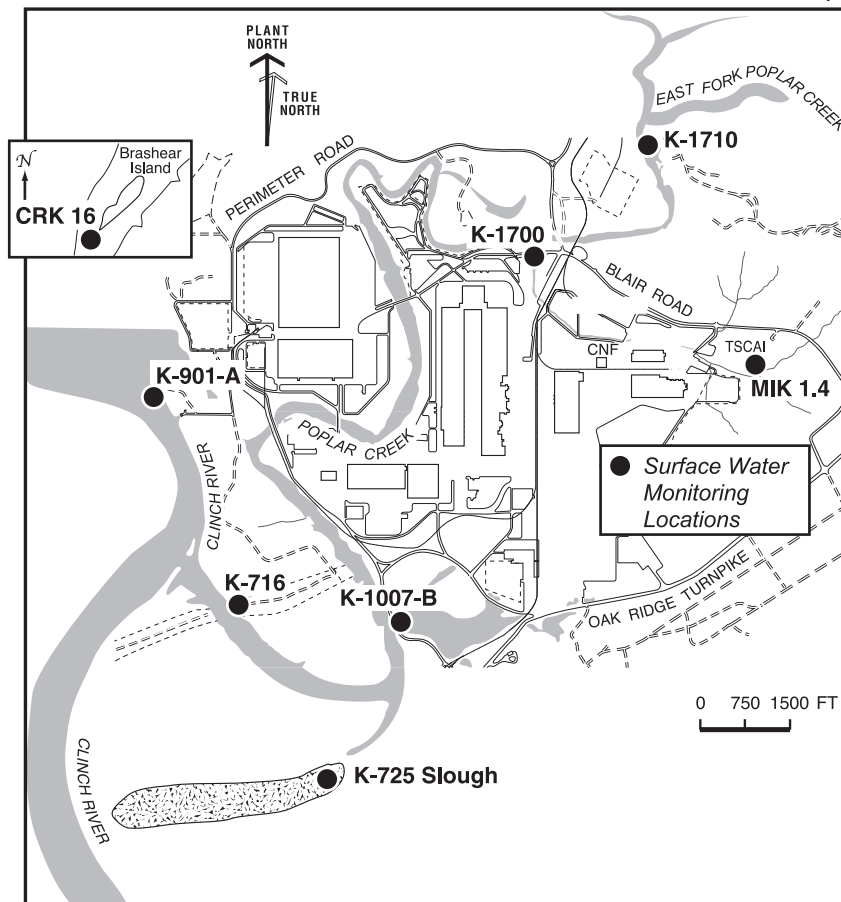 PLANT
NORTH
TRUE
NORTH
EAST FORK POPLAR CREEK
K-1710
N
Brashear
Island
CRK 16
PERIMETER ROAD
K-1700
BLAIR ROAD
CNF
TSCAI
MIK 1.4
K-901-A
POPLAR CREEK
CLINCH RIVER
Surface Water
Monitoring
Locations
K-716
K-1007-B
OAK RIDGE TURNPIKE
0 750 1500 FT
K-725 Slough
CLINCH RIVER